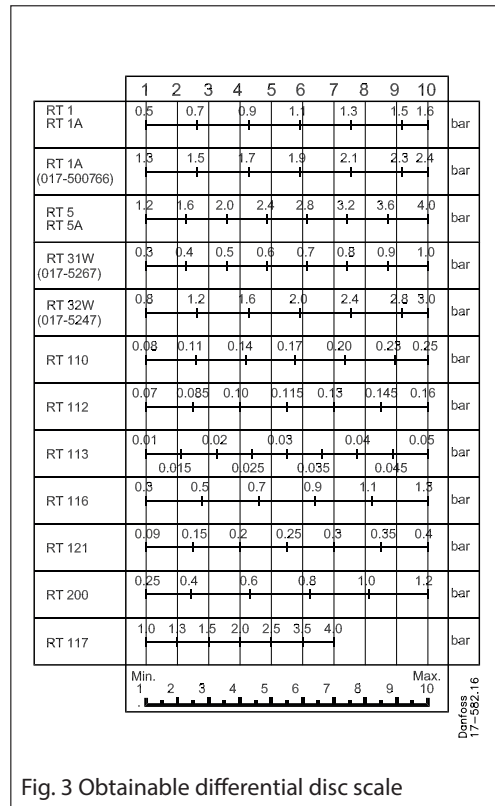 1 2 3 4 5 6 7 8 9 10
RT 1
RT 1A
0.5 0.7 0.9 1.1 1.3 1.5 1.6
bar
RT 1A
(017-500766)
1.3 1.5 1.7 1.9 2.1 2.3 2.4
bar
RT 5
RT 5A
1.2 1.6 2.0 2.4 2.8 3.2 3.6 4.0
bar
RT 31W
(017-5267)
0.3 0.4 0.5 0.6 0.7 0.8 0.9 1.0
bar
RT 32W
(017-5247)
0.8 1.2 1.6 2.0 2.4 2.8 3.0
bar
RT 110
0.08 0.11 0.14 0.17 0.20 0.23 0.25
bar
RT 112
0.07 0.085 0.10 0.115 0.13 0.145 0.16
bar
RT 113
0.01 0.02 0.03 0.04 0.05
0.015 0.025 0.035 0.045
bar
RT 116
0.3 0.5 0.7 0.9 1.1 1.3
bar
RT 121
0.09 0.15 0.2 0.25 0.3 0.35 0.4
bar
RT 200
0.25 0.4 0.6 0.8 1.0 1.2
bar
RT 117
1.0 1.3 1.5 2.0 2.5 3.5 4.0
bar
Min. Max.
1 2 3 4 5 6 7 8 10
Danfoss
17-582.16
Fig. 3 Obtainable differential disc scale